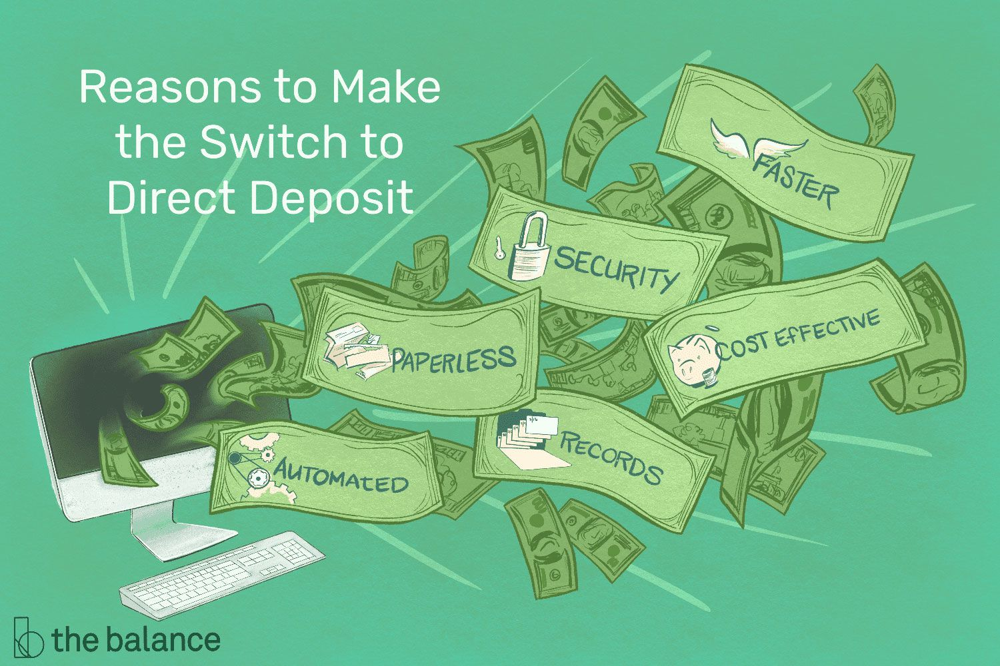 Reasons to Make
the Switch to
Direct Deposit
FASTER
SECURITY
COST EFFECTIVE
PAPERLESS
RECORDS
AUTOMATED
the balance